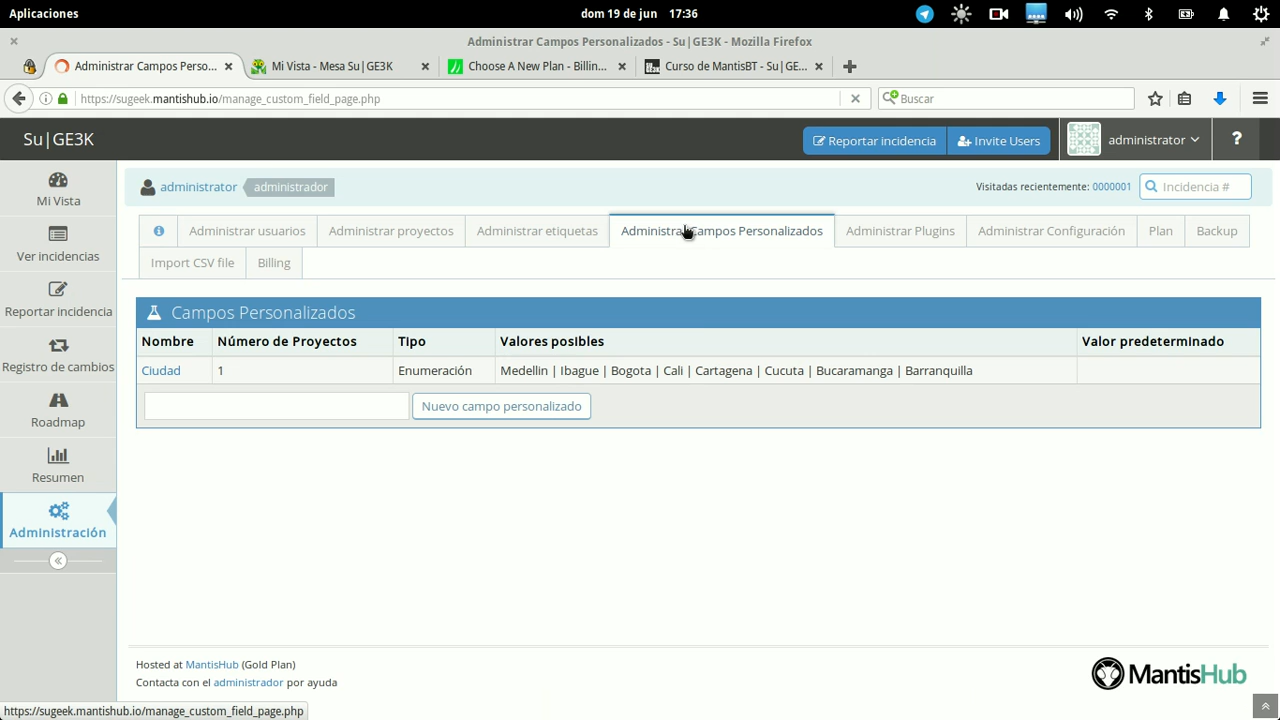 Aplicaciones
dom 19 de jun 17:36
Administrar Campos Personalizados - Su|GE3K - Mozilla Firefox
Administrar Campos Perso...
Mi Vista - Mesa Su|GE3K
Choose A New Plan - Billin...
Curso de MantisBT - Su|GE...
https://sugeek.mantishub.io/manage_custom_field_page.php
Buscar
Su|GE3K
Reportar incidencia
Invite Users
administrator
?
Mi Vista
Ver incidencias
Reportar incidencia
Registro de cambios
Roadmap
Resumen
Administración
administrator
administrador
Visitadas recientemente: 0000001
Incidencia #
Administrar usuarios
Administrar proyectos
Administrar etiquetas
Administrar Campos Personalizados
Administrar Plugins
Administrar Configuración
Plan
Backup
Import CSV file
Billing
Campos Personalizados
Nombre Número de Proyectos Tipo Valores posibles Valor predeterminado
Ciudad 1 Enumeración Medellin | Ibague | Bogota | Cali | Cartagena | Cucuta | Bucaramanga | Barranquilla
Nuevo campo personalizado
Hosted at MantisHub (Gold Plan)
Contacta con el administrador por ayuda
MantisHub
https://sugeek.mantishub.io/manage_custom_field_page.php